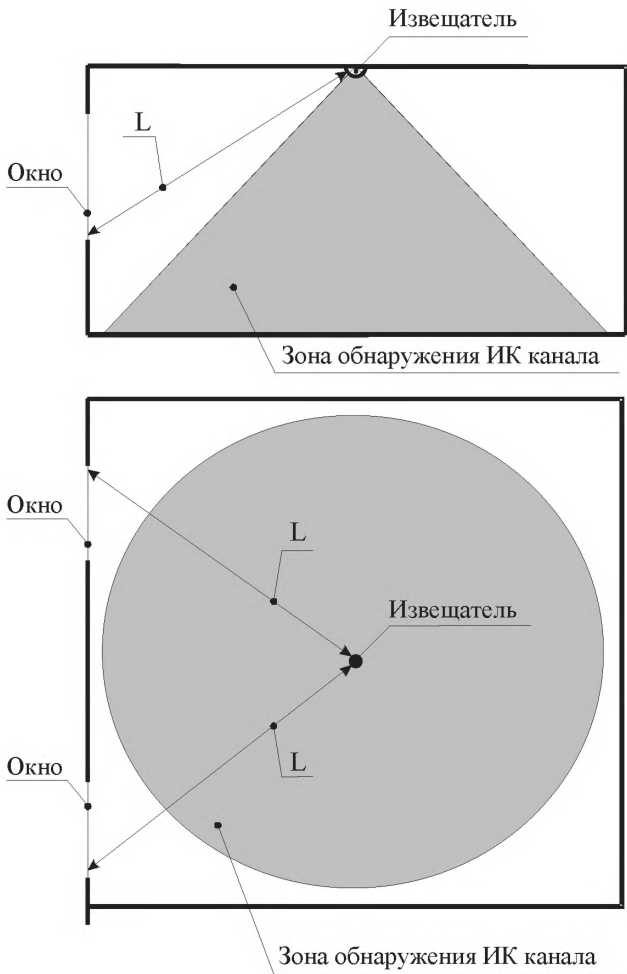 Извещатель
L
Окно
Зона обнаружения ИК канала
Окно
L
Извещатель
L
Окно
Зона обнаружения ИК канала